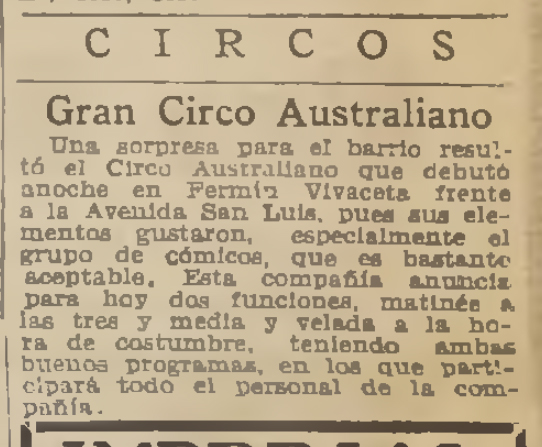 CIRCOS
Gran Circo Australiano
Una sorpresa para el barrio resul-
tó el Circo Australiano que debutó
anoche en Fermín Vivaceta frente
a la Avenida San Luis, pues sus ele-
mentos gustaron, especialmente el
grupo de cómicos, que es bastante
aceptable. Esta compañía anuncia
para hoy dos funciones, matinée a
las tres y media y velada a la ho-
ra de costumbre, teniendo ambas
buenos programas, en los que parti-
cipará todo el personal de la com-
pañía.